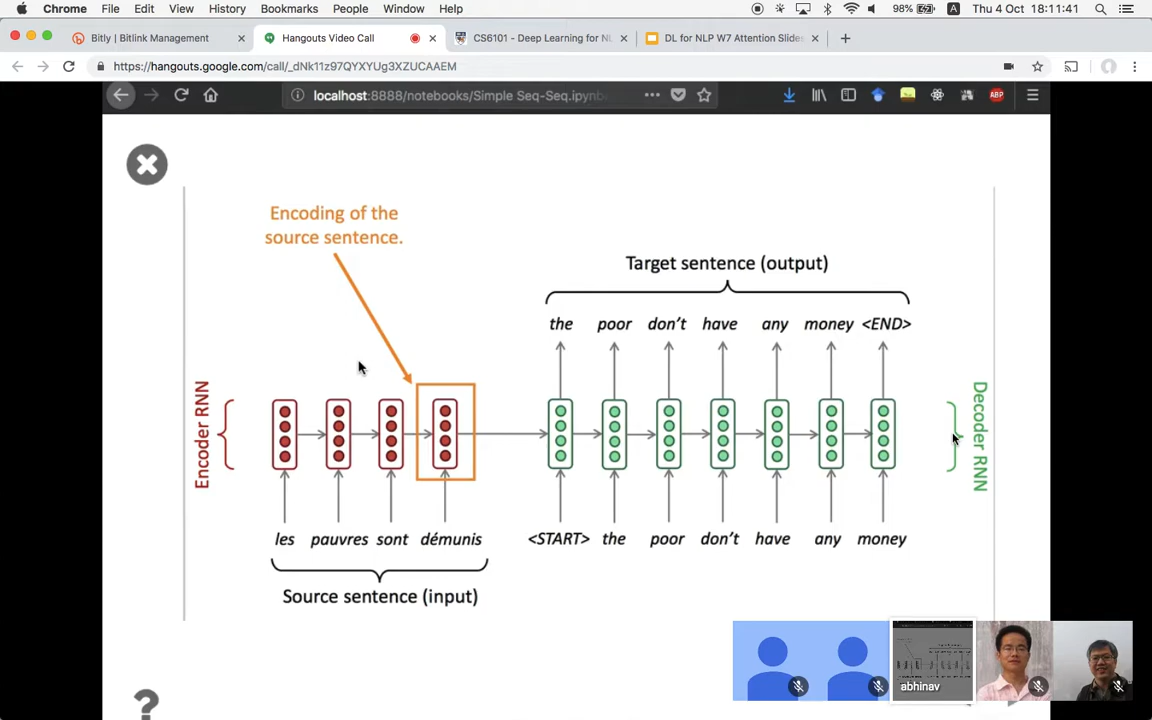 Chrome File Edit View History Bookmarks People Window Help 98% A Thu 4 Oct 18:11:41
Bitly | Bitlink Management Hangouts Video Call CS6101 - Deep Learning for NL DL for NLP W7 Attention Slides
https://hangouts.google.com/call/_dNk11z97QYXYUg3XZUCAAEM
localhost:8888/notebooks/Simple Seq-Seq.ipynb ABP
Encoding of the
source sentence.
Target sentence (output)
the poor don't have any money <END>
Encoder RNN
Decoder RNN
les pauvres sont démunis <START> the poor don't have any money
Source sentence (input)
abhinav
?